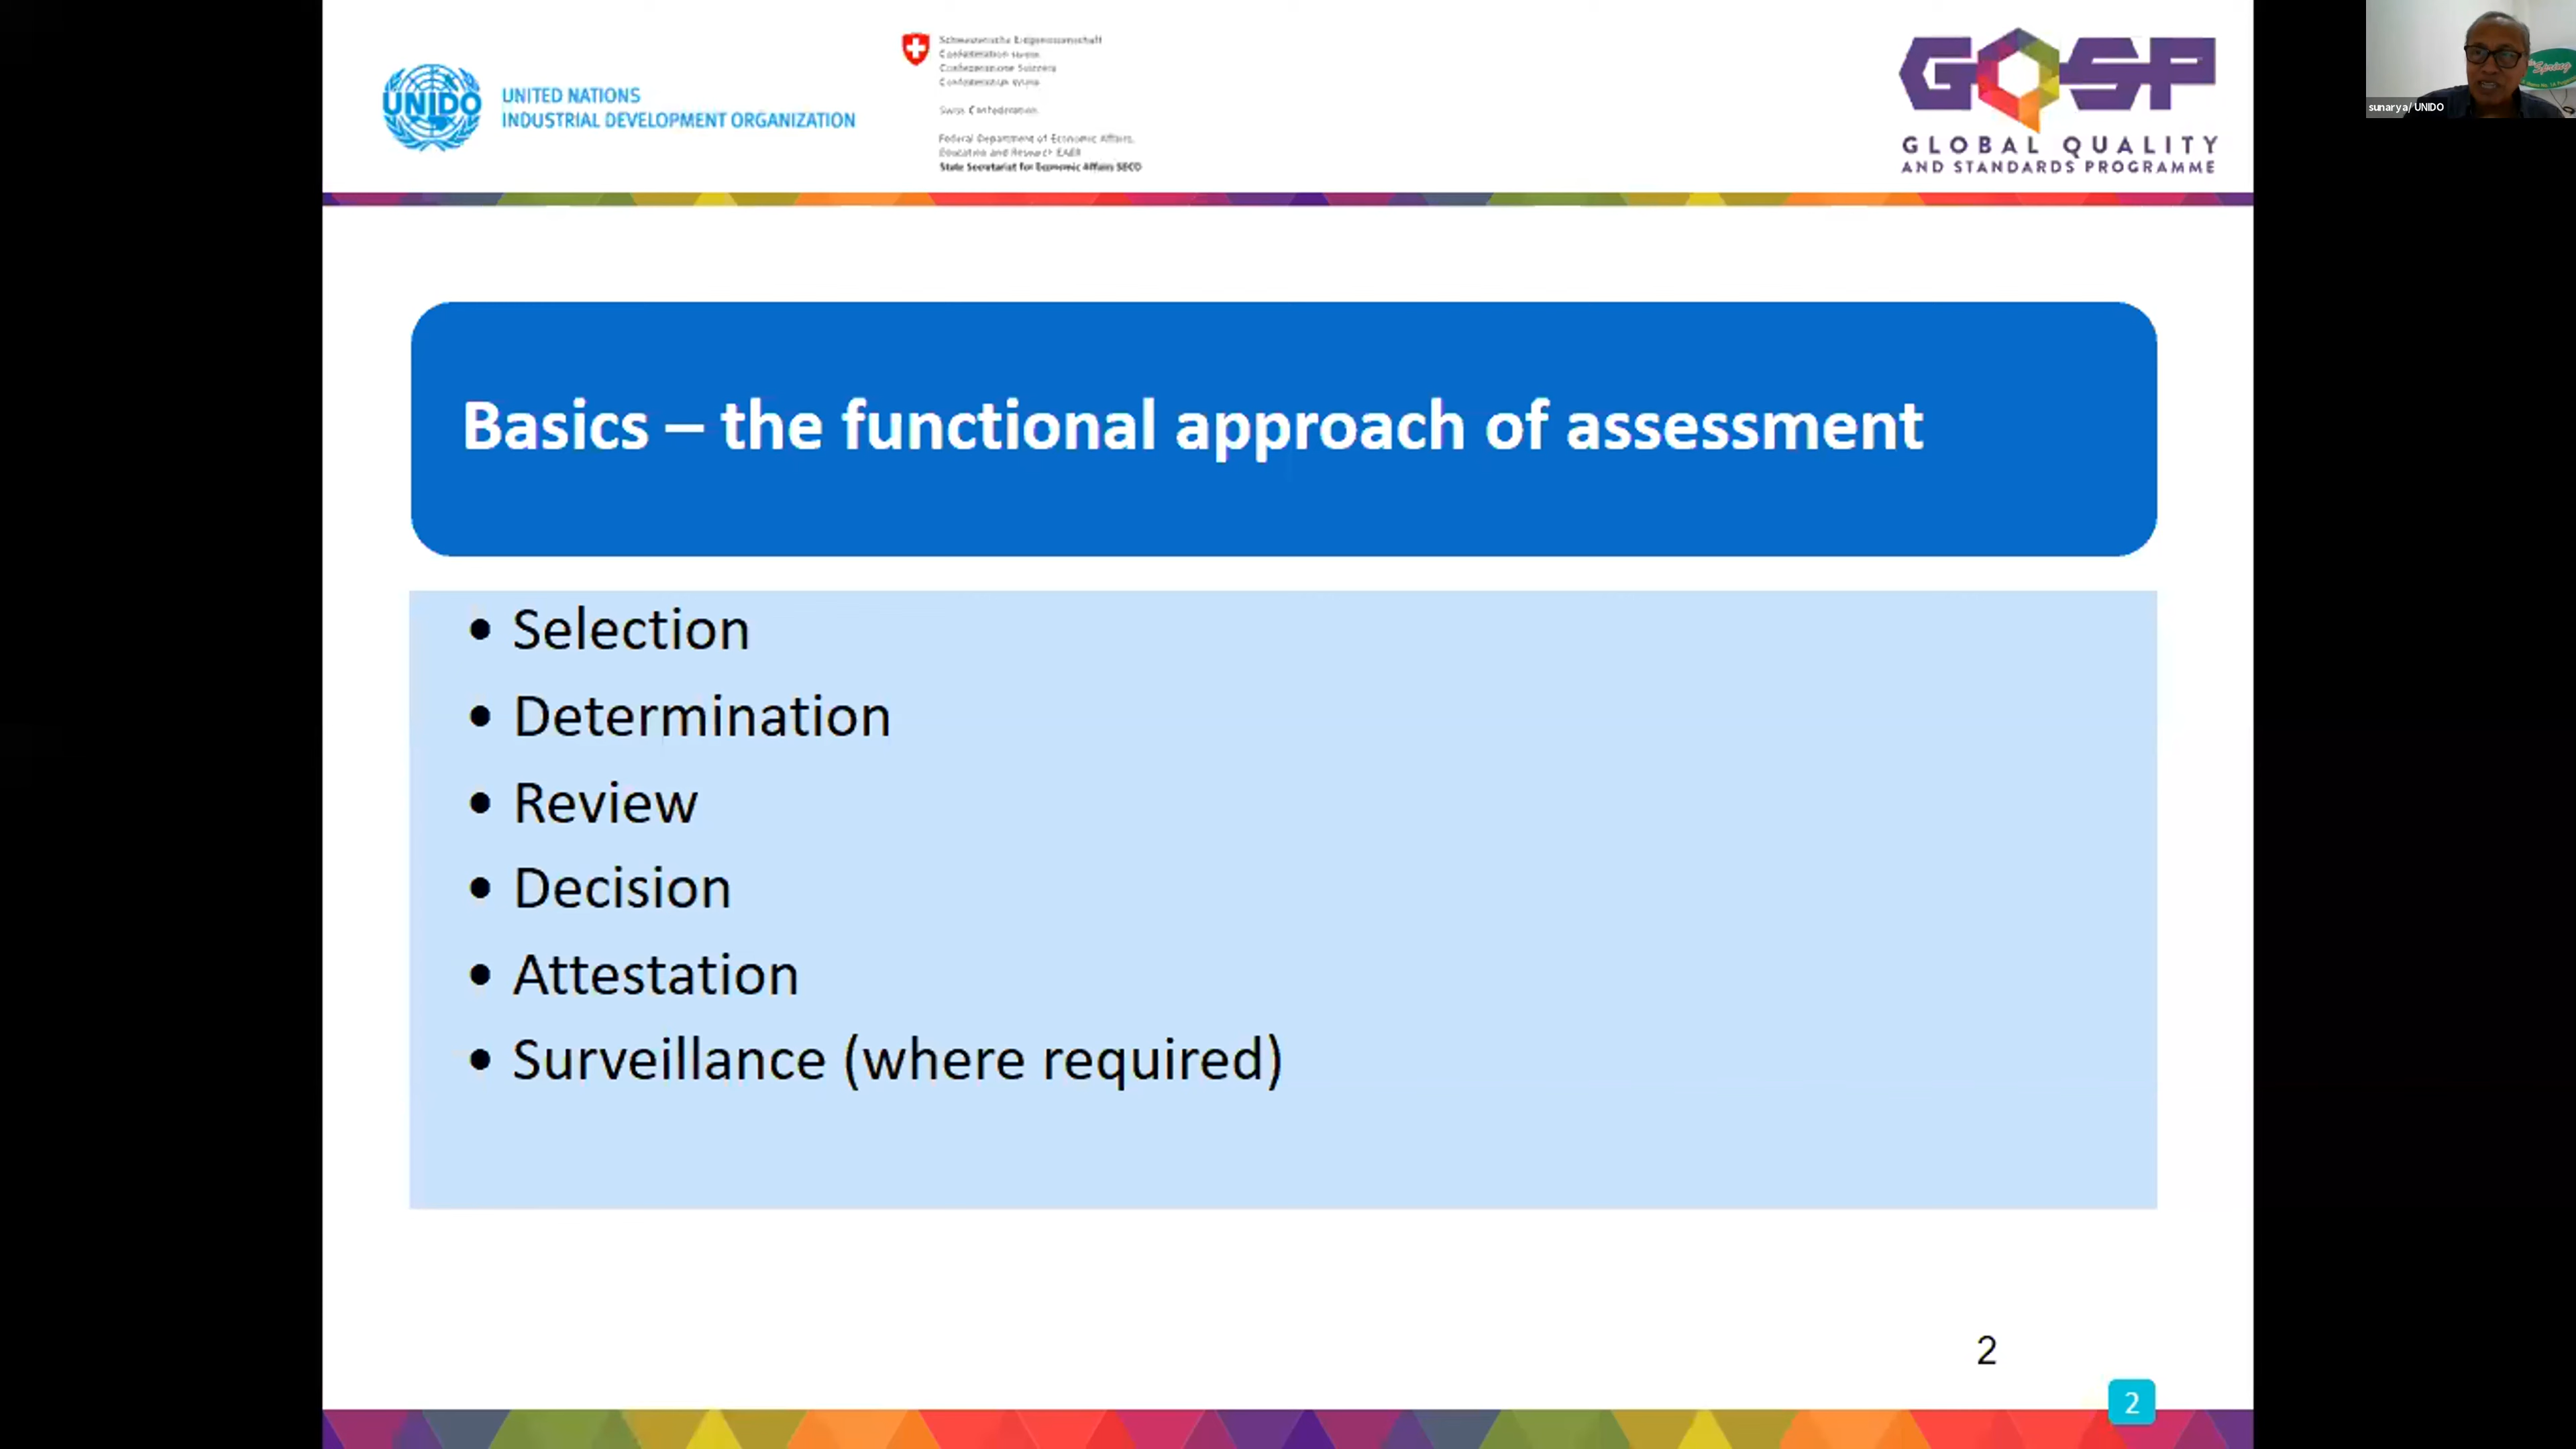 UNIDO
UNITED NATIONS
INDUSTRIAL DEVELOPMENT ORGANIZATION
Schweizerische Eidgenossenschaft
Confédération suisse
Confederazione Svizzera
Confederaziun svizra
Swiss Confederation
Federal Department of Economic Affairs,
Education and Research EAER
State Secretariat for Economic Affairs SECO
GQSP
GLOBAL QUALITY
AND STANDARDS PROGRAMME
Spring
sunarya/ UNIDO
Basics – the functional approach of assessment
• Selection
• Determination
• Review
• Decision
• Attestation
• Surveillance (where required)
2
2